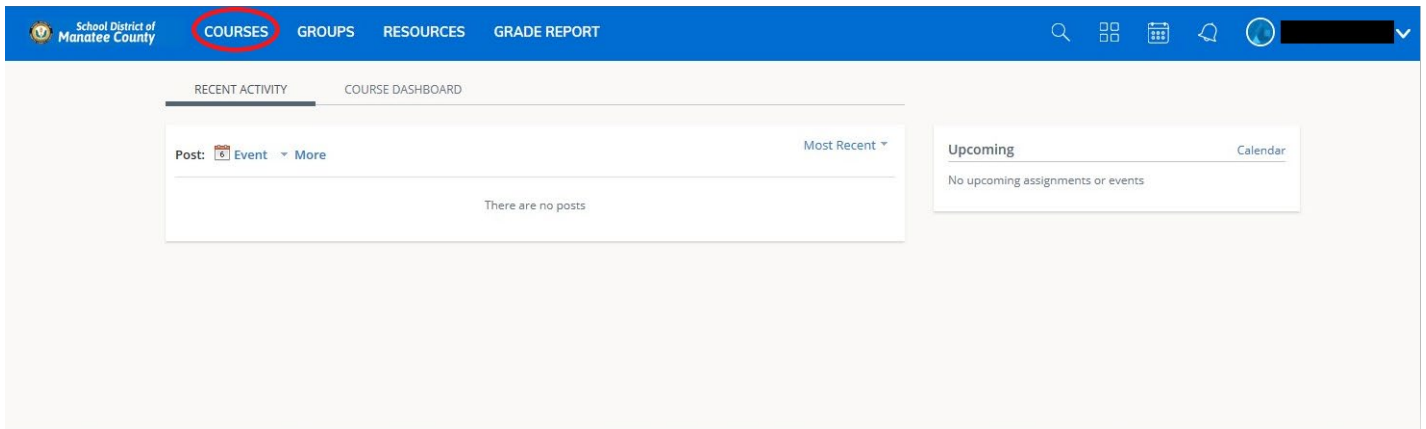 School District of
Manatee County
COURSES GROUPS RESOURCES GRADE REPORT
RECENT ACTIVITY COURSE DASHBOARD
Post: 6 Event More
Most Recent
There are no posts
Upcoming Calendar
No upcoming assignments or events